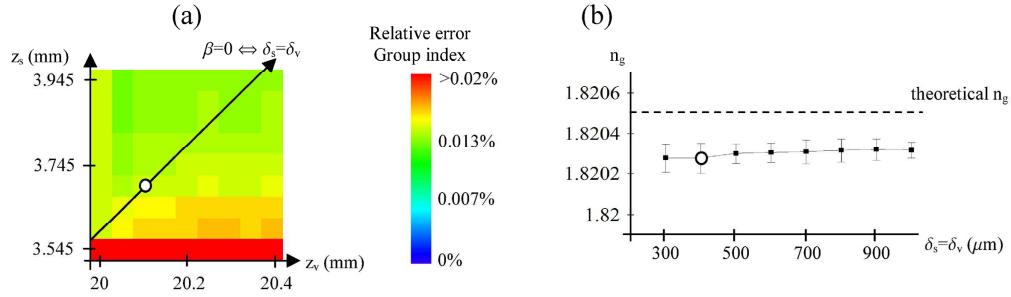 (a)
z_s (mm)
β=0 ⇔ δ_s=δ_v
3.945
3.745
3.545
20
20.2
20.4
z_v (mm)
Relative error
Group index
>0.02%
0.013%
0.007%
0%
(b)
n_g
1.8206
1.8204
1.8202
1.82
theoretical n_g
300
500
700
900
δ_s=δ_v (μm)